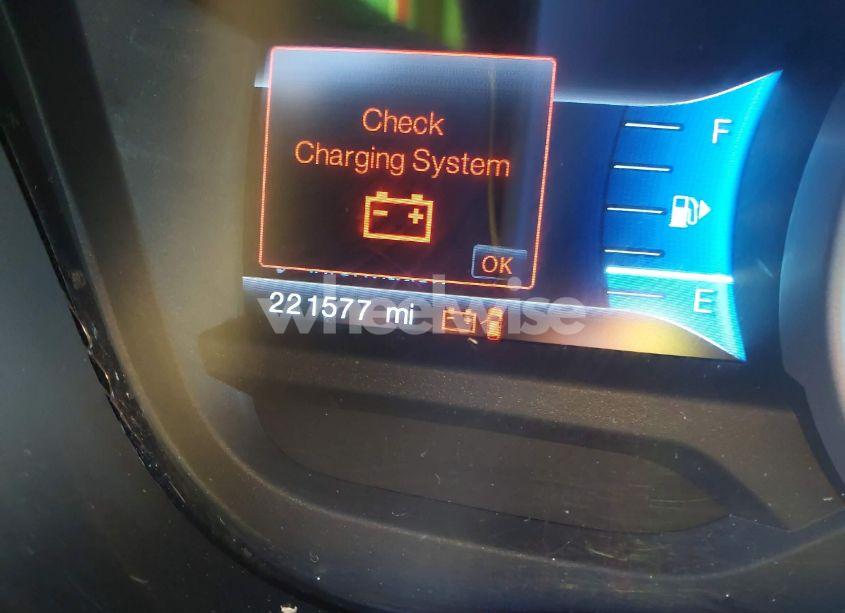 Check
Charging System
- +
OK
F
E
221577 mi
wheelwise